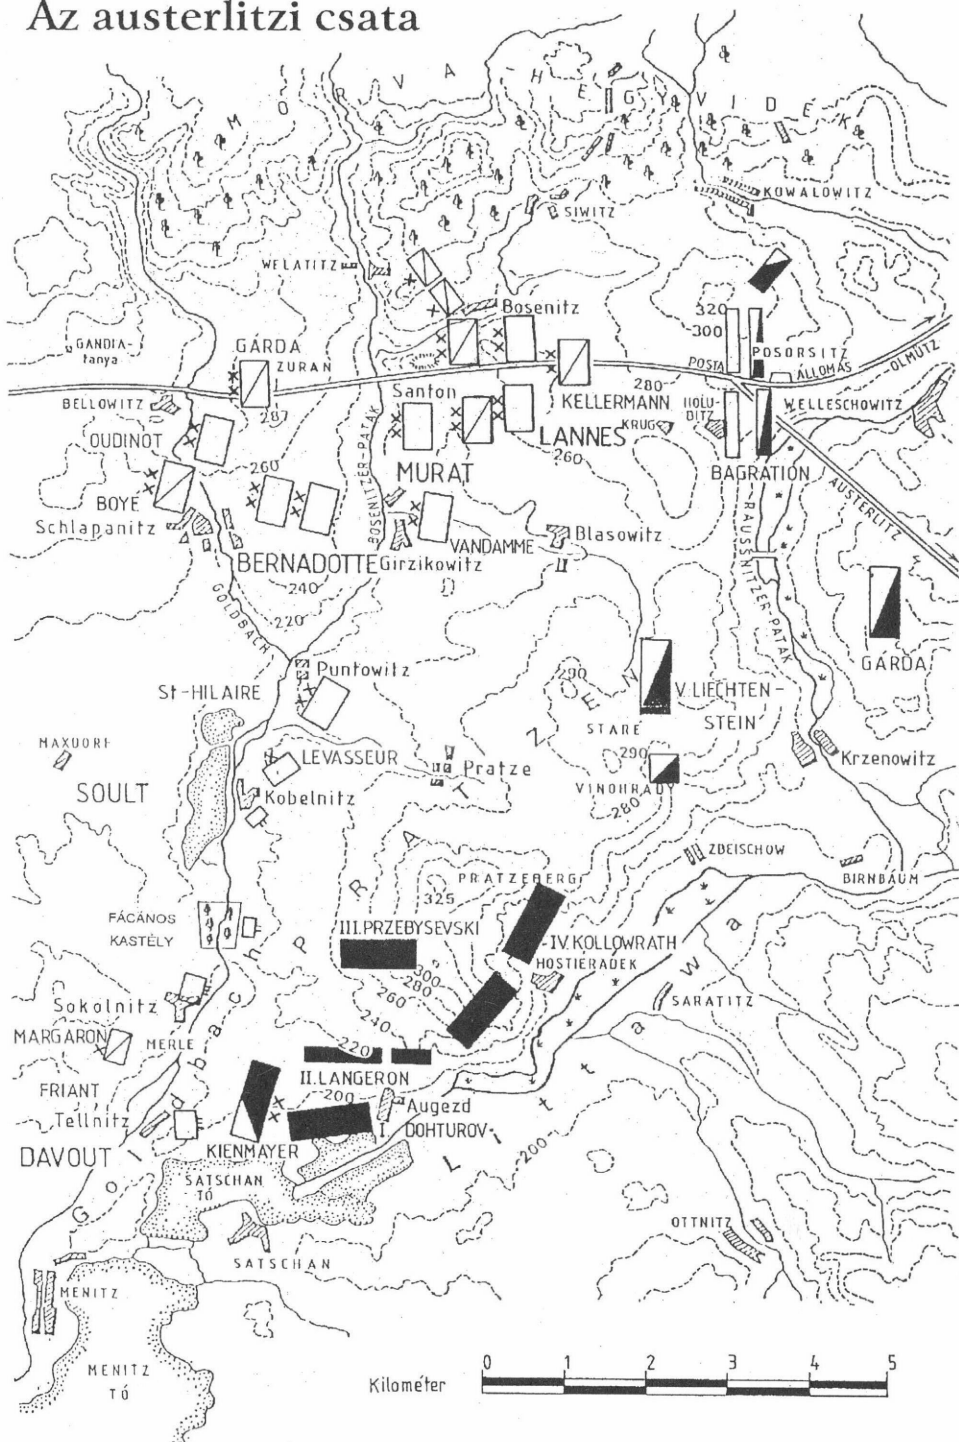 Az austerlitzi csata
MORVA-HEGYVIDÉK
KOWALOWITZ
SIWITZ
WELATITZ
Bosenitz
320
300
GANDIA-
tanya
GÁRDA
ZURAN
POSTA
POSORSITZ
ÁLLOMÁS
OLMÜTZ
BELLOWITZ
287
Santon
KELLERMANN
280
HOLU-
DITZ
WELLESCHOWITZ
OUDINOT
LANNES
KRUG
260
BOYE
260
MURAT
BAGRATION
AUSTERLITZ
Schlapanitz
BOSENITZER-PATAK
VANDAMME
Blasowitz
RAUSSNITZER-PATAK
BERNADOTTE
Girzikowitz
240
GOLDBACH
220
GÁRDA
Puntowitz
St-HILAIRE
290
V. LIECHTEN-
STEIN
STARÉ
MAXDORF
LEVASSEUR
Pratze
290
Krzenowitz
SOULT
Kobelnitz
VINOHRADY
280
PRATZEN
ZBEISCHOW
BIRNBAUM
PRATZEBERG
325
FÁCÁNOS
KASTÉLY
III. PRZEBYSEVSKI
IV. KOLLOWRATH
HOSTIERADEK
300
280
260
Sokolnitz
SARATITZ
240
MARGARON
MERLE
220
II. LANGERON
FRIANT
200
Augezd
Tellnitz
I. DOHTUROV
Littawa
DAVOUT
KIENMAYER
200
Goldbach
SATSCHAN
TÓ
OTTNITZ
SATSCHAN
MENITZ
MENITZ
TÓ
0 1 2 3 4 5
Kilométer